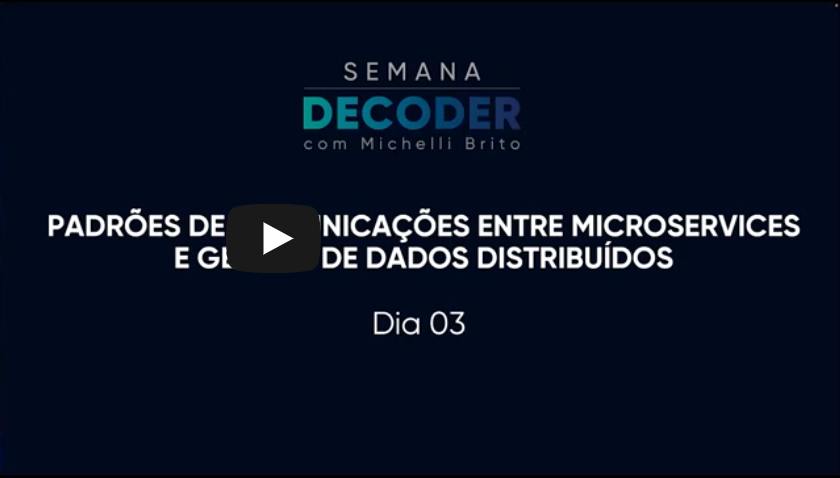 SEMANA
DECODER
com Michelli Brito
PADRÕES DE NICAÇÕES ENTRE MICROSERVICES
E DE DADOS DISTRIBUÍDOS
Dia 03